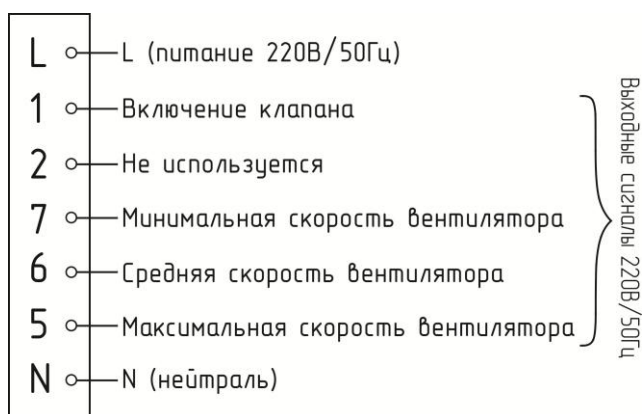 L L (питание 220В/50Гц)
1 Включение клапана
2 Не используется
7 Минимальная скорость вентилятора
6 Средняя скорость вентилятора
5 Максимальная скорость вентилятора
N N (нейтраль)
Выходные сигналы 220В/50Гц